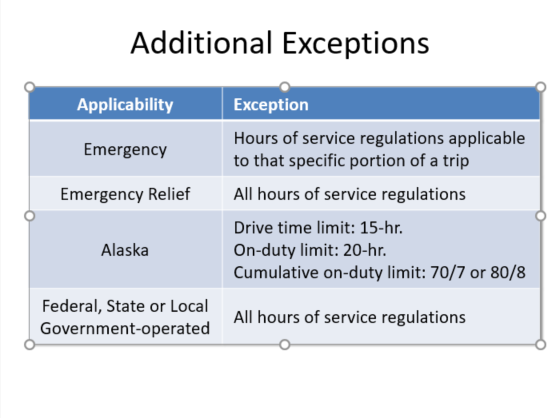 Additional Exceptions
Applicability
Exception
Emergency
Hours of service regulations applicable
to that specific portion of a trip
Emergency Relief
All hours of service regulations
Alaska
Drive time limit: 15-hr.
On-duty limit: 20-hr.
Cumulative on-duty limit: 70/7 or 80/8
Federal, State or Local
Government-operated
All hours of service regulations